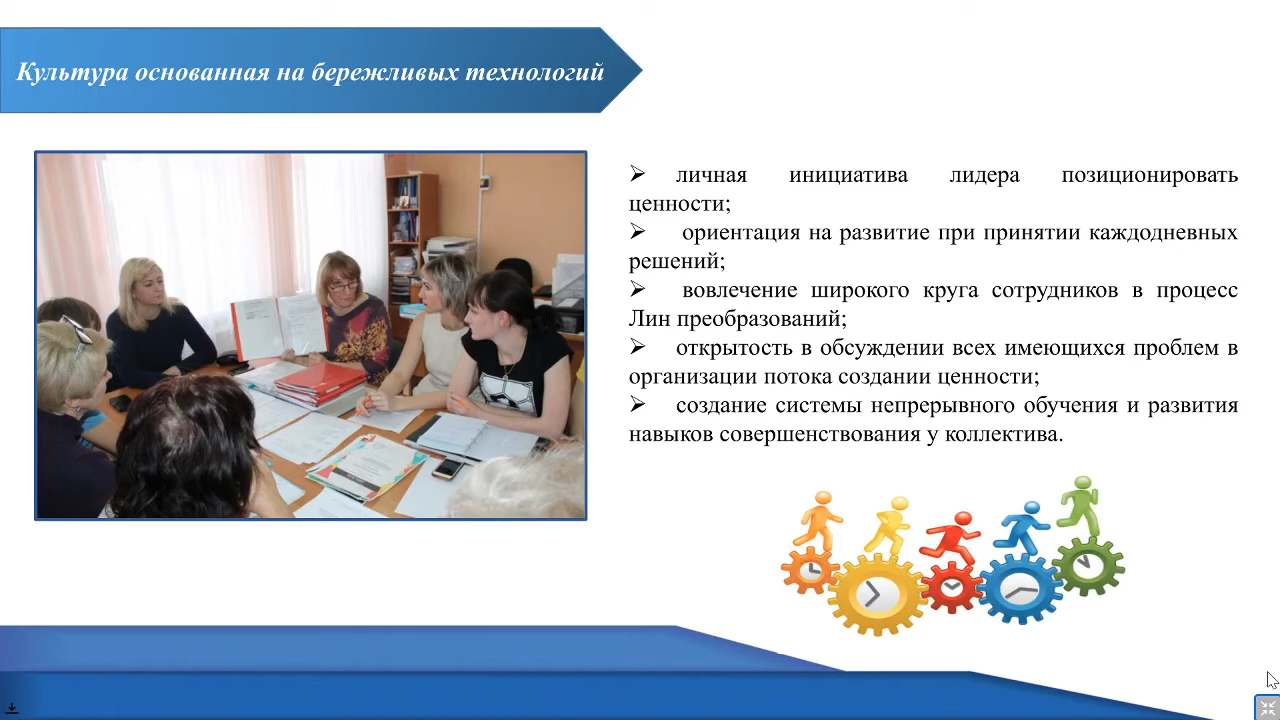 Культура основанная на бережливых технологий
➢ личная инициатива лидера позиционировать
ценности;
➢ ориентация на развитие при принятии каждодневных
решений;
➢ вовлечение широкого круга сотрудников в процесс
Лин преобразований;
➢ открытость в обсуждении всех имеющихся проблем в
организации потока создании ценности;
➢ создание системы непрерывного обучения и развития
навыков совершенствования у коллектива.